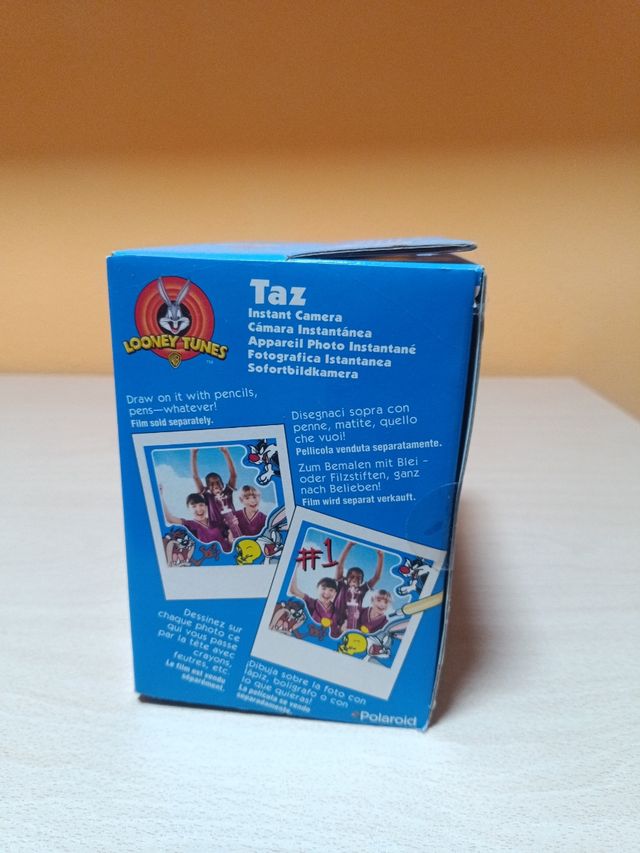 LOONEY TUNES
WB
TM
Taz
Instant Camera
Cámara Instantánea
Appareil Photo Instantané
Fotografica Istantanea
Sofortbildkamera
Draw on it with pencils,
pens—whatever!
Film sold separately.
Disegnaci sopra con
penne, matite, quello
che vuoi!
Pellicola venduta separatamente.
Zum Bemalen mit Blei -
oder Filzstiften, ganz
nach Belieben!
Film wird separat verkauft.
#1
Dessinez sur
chaque photo ce
qui vous passe
par la tête avec
crayons,
feutres, etc.
Le film est vendu
séparément.
¡Dibuja sobre la foto con
lápiz, bolígrafo o con
lo que quieras!
La película se vende
separadamente.
Polaroid